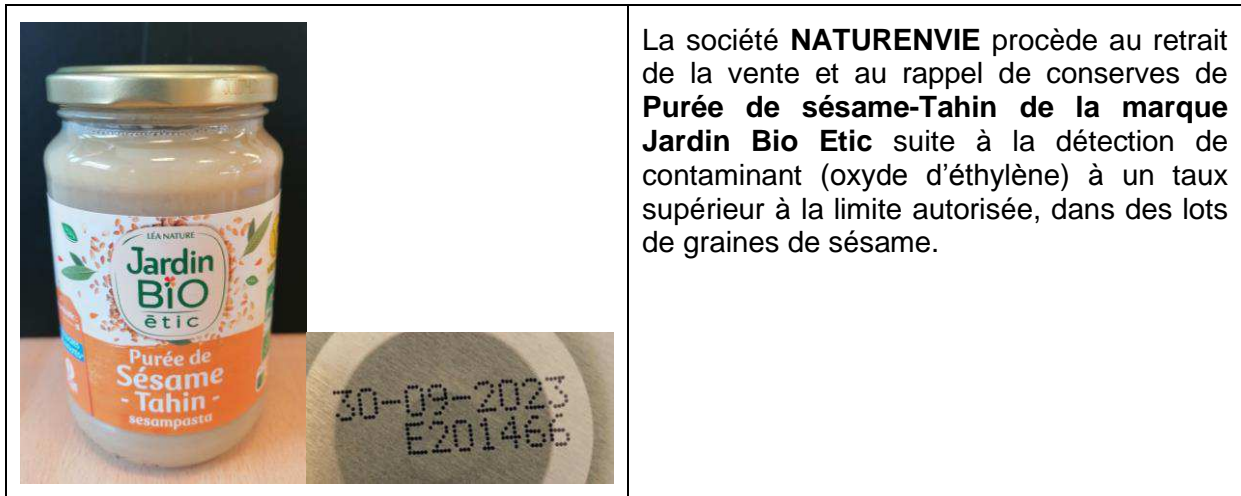 LÉA NATURE
Jardin
BiO
ētic
Purée de
Sésame
- Tahin -
sesampasta
30-09-2023
E201466
La société NATURENVIE procède au retrait
de la vente et au rappel de conserves de
Purée de sésame-Tahin de la marque
Jardin Bio Etic suite à la détection de
contaminant (oxyde d’éthylène) à un taux
supérieur à la limite autorisée, dans des lots
de graines de sésame.